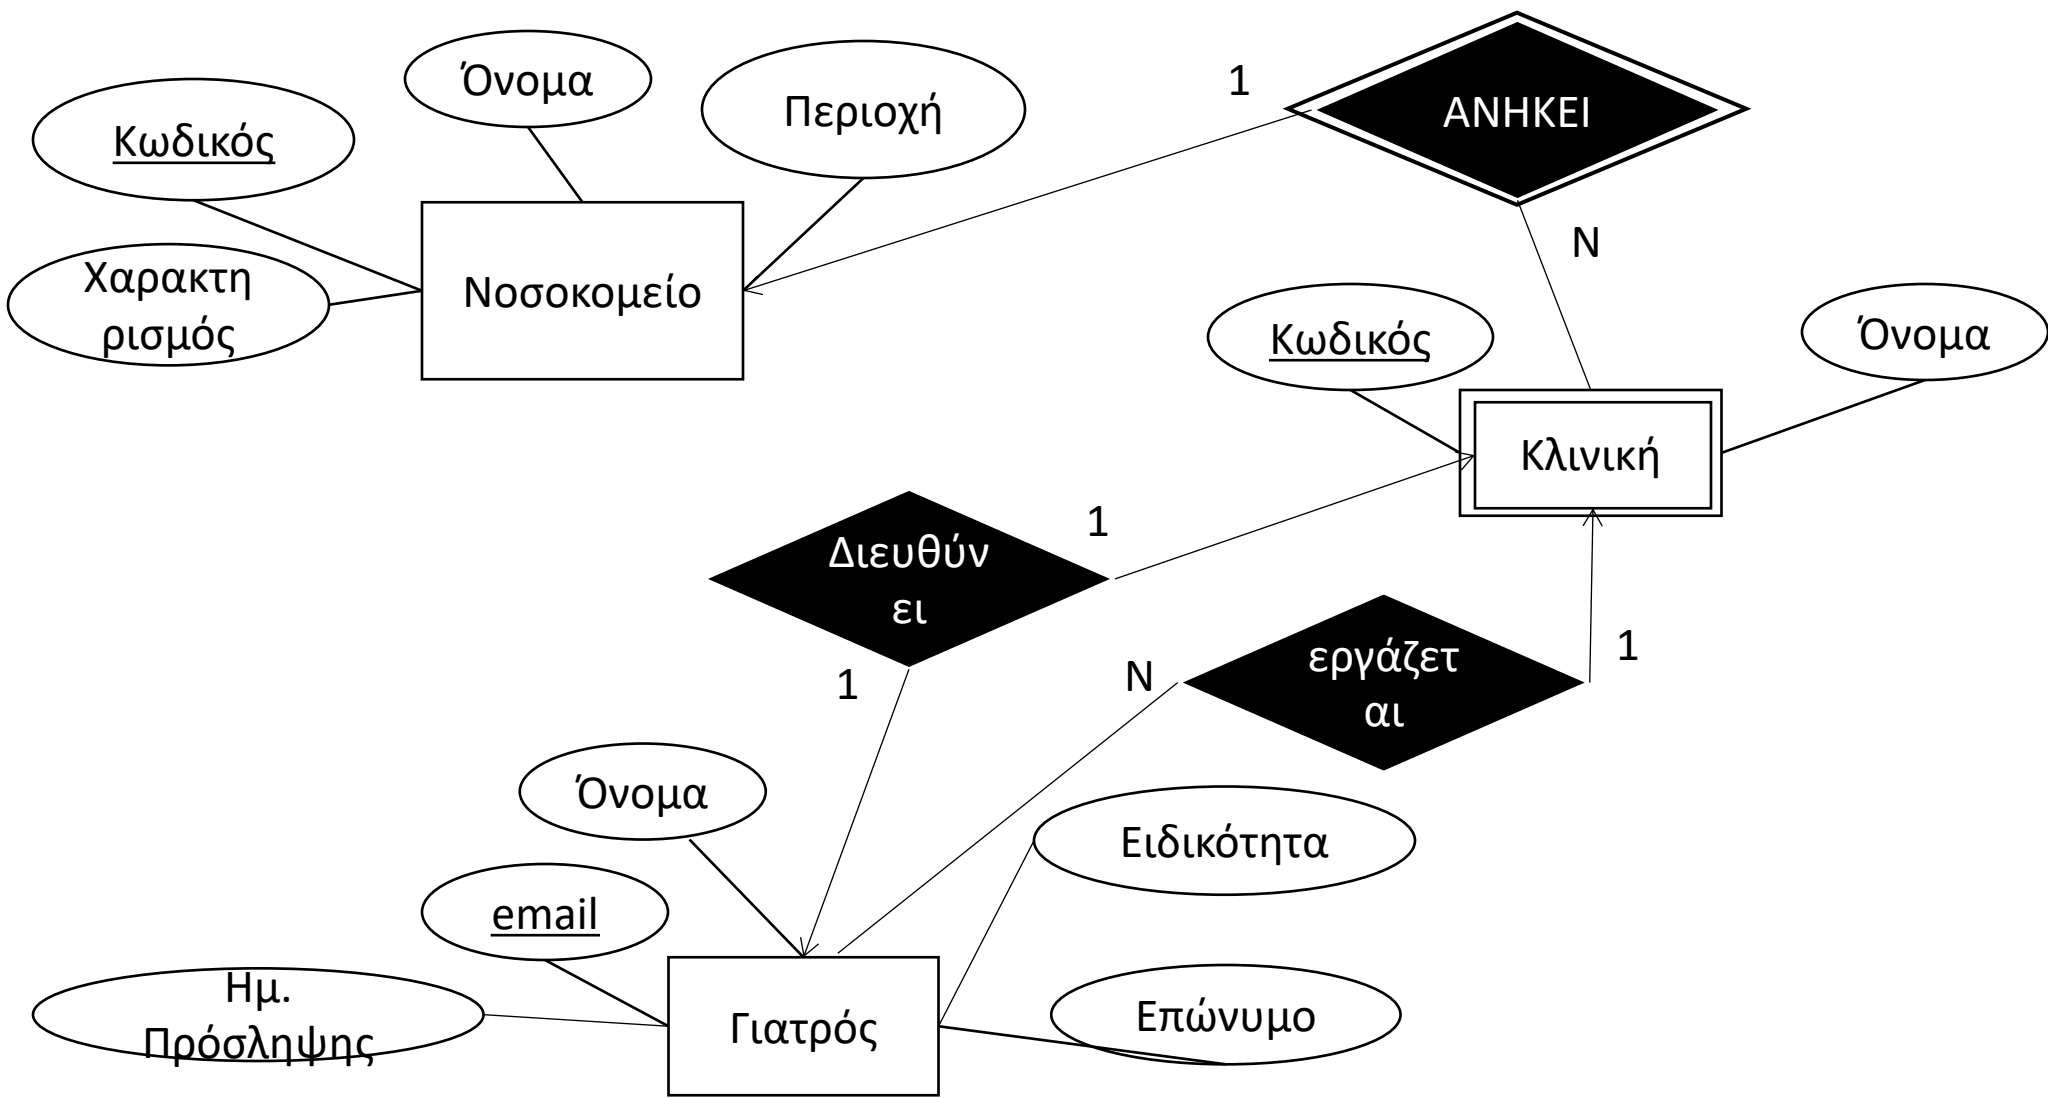 Όνομα
Περιοχή
1
ΑΝΗΚΕΙ
Κωδικός
Χαρακτη
ρισμός
Νοσοκομείο
N
Κωδικός
Όνομα
Κλινική
1
Διευθύν
ει
1
N
εργάζετ
αι
1
Όνομα
Ειδικότητα
email
Ημ.
Πρόσληψης
Γιατρός
Επώνυμο